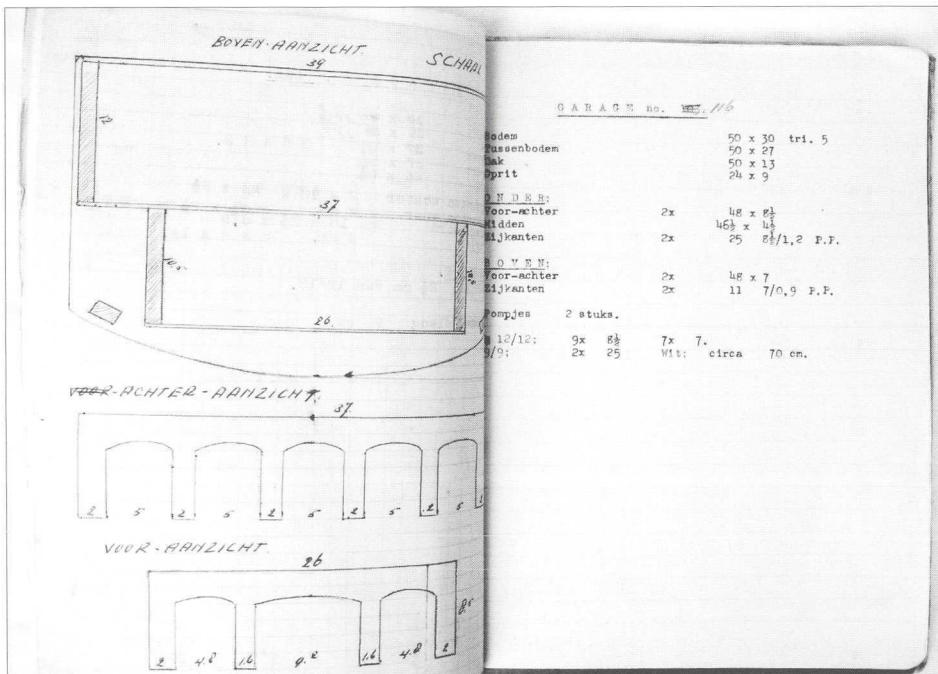 BOVEN-AANZICHT.
SCHAAL
39
12
37
10,5
10,5
26
VOOR-ACHTER-AANZICHT.
37
2 5 2 5 2 5 2 5 2 5
VOOR-AANZICHT.
26
8.5
2 4.8 1.6 9.2 1.6 4.8 2
GARAGE no. 116
Bodem 50 x 30 tri. 5
Tussenbodem 50 x 27
Bak 50 x 13
Oprit 24 x 9
ONDER:
Voor-achter 2x 48 x 8½
Midden 46½ x 4½
Zijkanten 2x 25 8½/1,2 P.P.
BOVEN:
Voor-achter 2x 48 x 7
Zijkanten 2x 11 7/0,9 P.P.
Pompjes 2 stuks.
12/12: 9x 8½ 7x 7.
9/9: 2x 25 Wit: circa 70 cm.